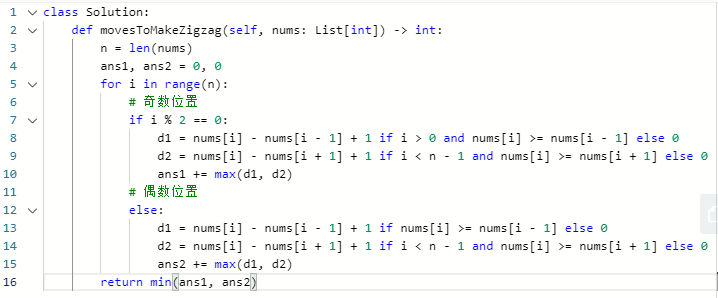 1 class Solution:
2 def movesToMakeZigzag(self, nums: List[int]) -> int:
3 n = len(nums)
4 ans1, ans2 = 0, 0
5 for i in range(n):
6 # 奇数位置
7 if i % 2 == 0:
8 d1 = nums[i] - nums[i - 1] + 1 if i > 0 and nums[i] >= nums[i - 1] else 0
9 d2 = nums[i] - nums[i + 1] + 1 if i < n - 1 and nums[i] >= nums[i + 1] else 0
10 ans1 += max(d1, d2)
11 # 偶数位置
12 else:
13 d1 = nums[i] - nums[i - 1] + 1 if nums[i] >= nums[i - 1] else 0
14 d2 = nums[i] - nums[i + 1] + 1 if i < n - 1 and nums[i] >= nums[i + 1] else 0
15 ans2 += max(d1, d2)
16 return min(ans1, ans2)